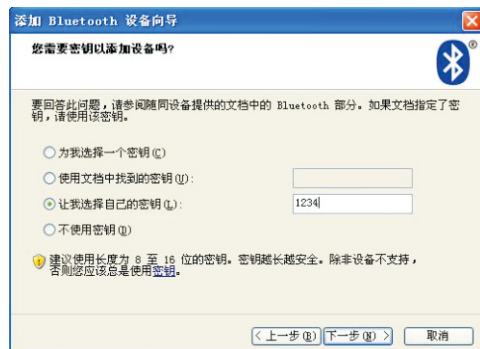 添加 Bluetooth 设备向导
您需要密钥以添加设备吗?
要回答此问题，请参阅随同设备提供的文档中的 Bluetooth 部分。如果文档指定了密
钥，请使用该密钥。
为我选择一个密钥(C)
使用文档中找到的密钥(U):
让我选择自己的密钥(L): 1234
不使用密钥(D)
建议使用长度为 8 至 16 位的密钥。密钥越长越安全。除非设备不支持，
否则您应该总是使用密钥。
< 上一步(B) 下一步(N) > 取消